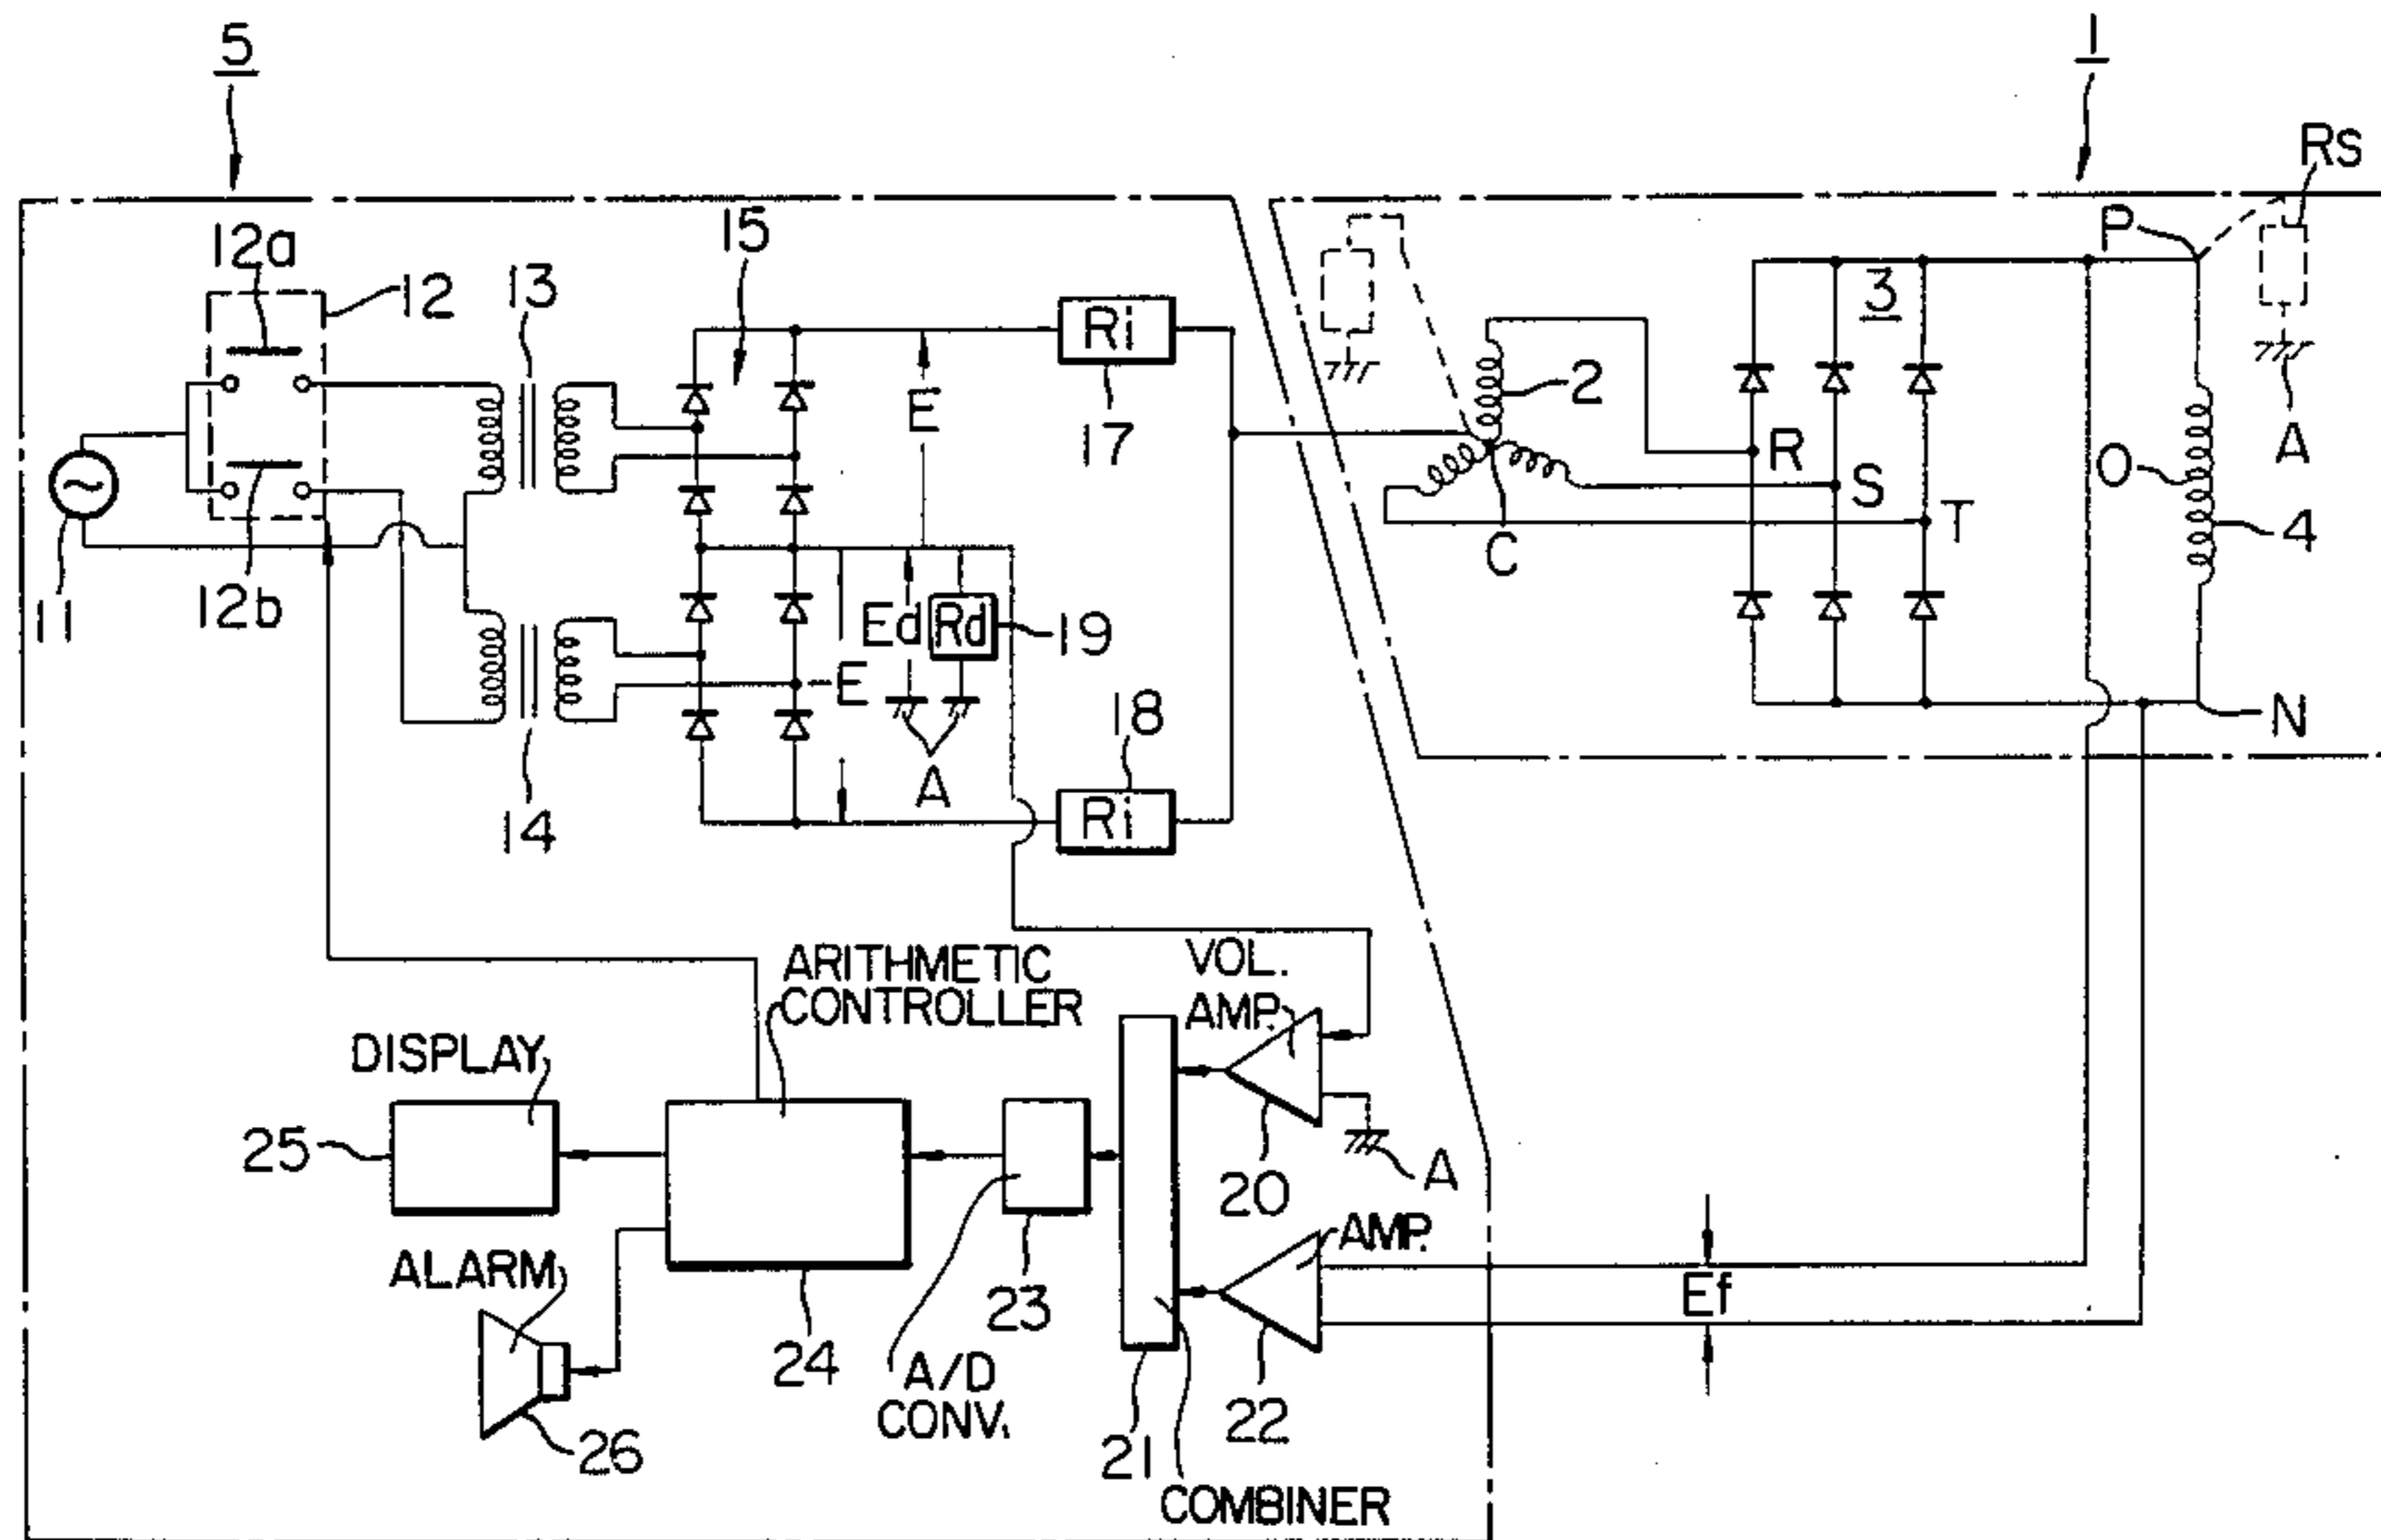 5
1
RS
12a
15
P
12
13
3
Ri
2
E
17
R
A
O
S
T
4
C
11
12b
Ed
Rd
19
E
18
N
A
14
Ri
ARITHMETIC
CONTROLLER
VOL.
AMP.
DISPLAY
25
20
A
AMP.
ALARM
23
Ef
24
A/D
CONV.
22
26
21
COMBINER